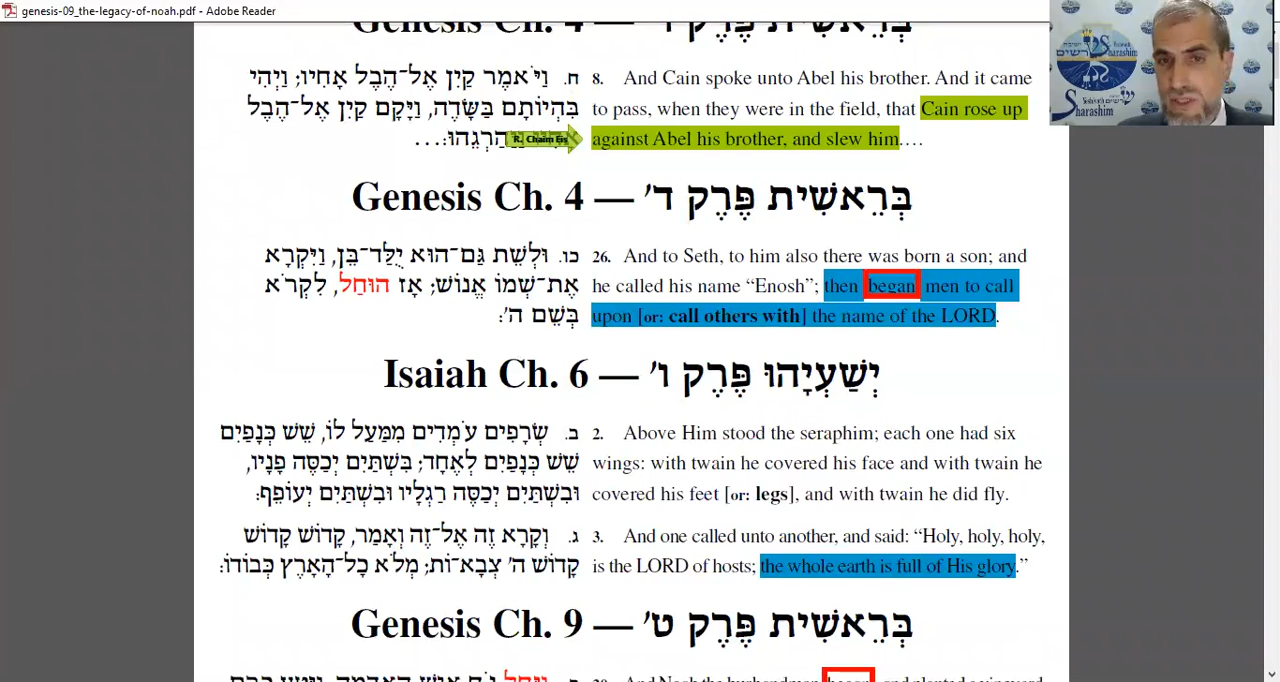 genesis-09_the-legacy-of-noah.pdf - Adobe Reader
Genesis Ch. 4 — בְּרֵאשִׁית פֶּרֶק ד׳
ח. וַיֹּאמֶר קַיִן אֶל־הֶבֶל אָחִיו; וַיְהִי
בִּהְיוֹתָם בַּשָּׂדֶה, וַיָּקָם קַיִן אֶל־הֶבֶל
R. Chaim Eis
8. And Cain spoke unto Abel his brother. And it came
to pass, when they were in the field, that Cain rose up
against Abel his brother, and slew him….
Genesis Ch. 4 — בְּרֵאשִׁית פֶּרֶק ד׳
כו. וּלְשֵׁת גַּם־הוּא יֻלַּד־בֵּן, וַיִּקְרָא
אֶת־שְׁמוֹ אֱנוֹשׁ; אָז הוּחַל, לִקְרֹא
בְּשֵׁם ה׳:
26. And to Seth, to him also there was born a son; and
he called his name “Enosh”; then began men to call
upon [or: call others with] the name of the LORD.
Isaiah Ch. 6 — יְשַׁעְיָהוּ פֶּרֶק ו׳
ב. שְׂרָפִים עֹמְדִים מִמַּעַל לוֹ, שֵׁשׁ כְּנָפַיִם
שֵׁשׁ כְּנָפַיִם לְאֶחָד; בִּשְׁתַּיִם יְכַסֶּה פָנָיו,
וּבִשְׁתַּיִם יְכַסֶּה רַגְלָיו וּבִשְׁתַּיִם יְעוֹפֵף:
2. Above Him stood the seraphim; each one had six
wings: with twain he covered his face and with twain he
covered his feet [or: legs], and with twain he did fly.
ג. וְקָרָא זֶה אֶל־זֶה וְאָמַר, קָדוֹשׁ קָדוֹשׁ
קָדוֹשׁ ה׳ צְבָא־וֹת; מְלֹא כָל־הָאָרֶץ כְּבוֹדוֹ:
3. And one called unto another, and said: “Holy, holy, holy,
is the LORD of hosts; the whole earth is full of His glory.”
Genesis Ch. 9 — בְּרֵאשִׁית פֶּרֶק ט׳